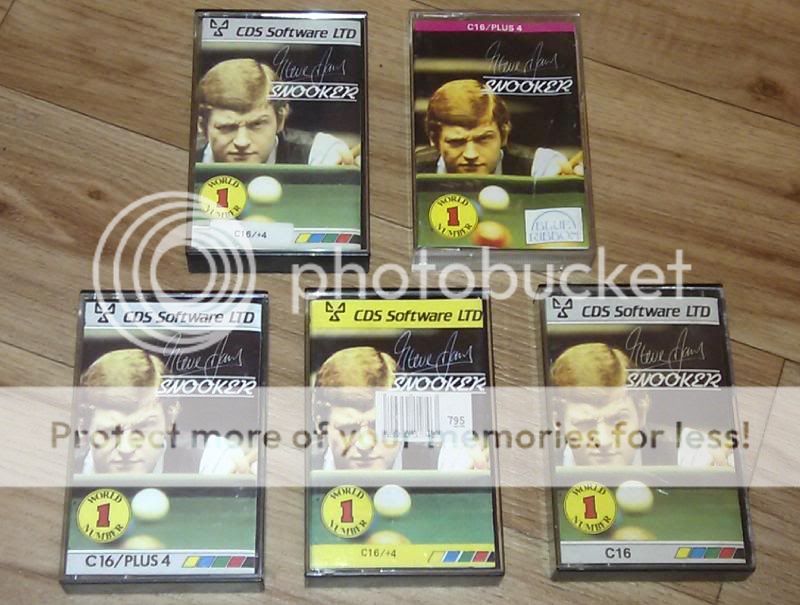 CDS Software LTD
Steve Davis
SNOOKER
WORLD
1
NUMBER
C16/+4
C16/PLUS 4
Steve Davis
SNOOKER
WORLD
1
NUMBER
BLUE
RIBBON
photobucket
CDS Software LTD
Steve Davis
SNOOKER
WORLD
1
NUMBER
C16/PLUS 4
CDS Software LTD
Steve Davis
SNOOKER
795
WORLD
1
NUMBER
C16/+4
CDS Software LTD
Steve Davis
SNOOKER
WORLD
1
NUMBER
C16
Protect more of your memories for less!